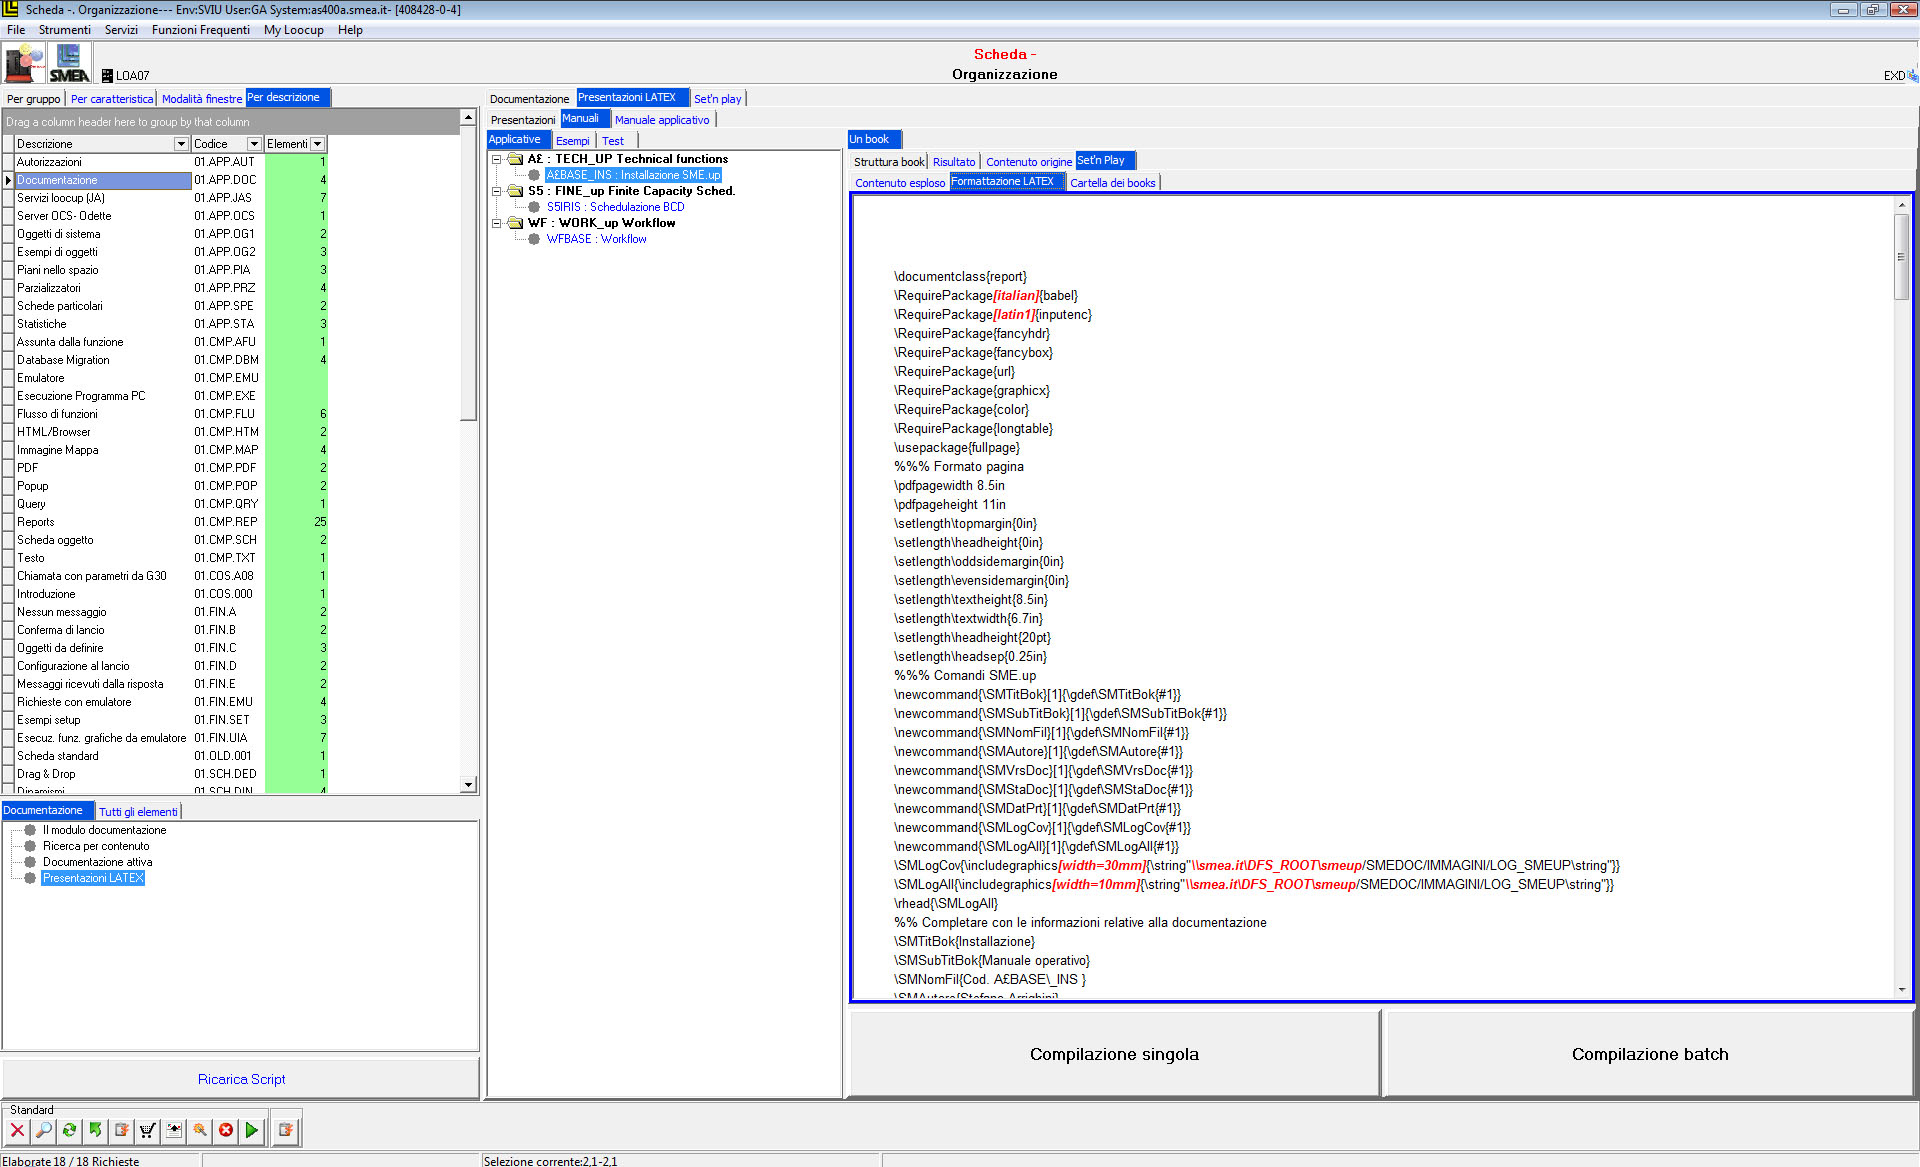 Scheda -. Organizzazione--- Env:SVIU User:GA System:as400a.smea.it- [408428-0-4]
File Strumenti Servizi Funzioni Frequenti My Loocup Help
SMEA
LOA07
Scheda -
Organizzazione
EXD
Per gruppo Per caratteristica Modalità finestre Per descrizione
Drag a column header here to group by that column
Descrizione Codice Elementi
Autorizzazioni 01.APP.AUT 1
Documentazione 01.APP.DOC 4
Servizi loocup (JA) 01.APP.JAS 7
Server OCS- Odette 01.APP.OCS 1
Oggetti di sistema 01.APP.OG1 2
Esempi di oggetti 01.APP.OG2 3
Piani nello spazio 01.APP.PIA 3
Parzializzatori 01.APP.PRZ 4
Schede particolari 01.APP.SPE 2
Statistiche 01.APP.STA 3
Assunta dalla funzione 01.CMP.AFU 1
Database Migration 01.CMP.DBM 4
Emulatore 01.CMP.EMU
Esecuzione Programma PC 01.CMP.EXE
Flusso di funzioni 01.CMP.FLU 6
HTML/Browser 01.CMP.HTM 2
Immagine Mappa 01.CMP.MAP 4
PDF 01.CMP.PDF 2
Popup 01.CMP.POP 2
Query 01.CMP.QRY 1
Reports 01.CMP.REP 25
Scheda oggetto 01.CMP.SCH 2
Testo 01.CMP.TXT 1
Chiamata con parametri da G30 01.COS.A08 1
Introduzione 01.COS.000 1
Nessun messaggio 01.FIN.A 2
Conferma di lancio 01.FIN.B 2
Oggetti da definire 01.FIN.C 3
Configurazione al lancio 01.FIN.D 2
Messaggi ricevuti dalla risposta 01.FIN.E 2
Richieste con emulatore 01.FIN.EMU 4
Esempi setup 01.FIN.SET 3
Esecuz. funz. grafiche da emulatore 01.FIN.UIA 7
Scheda standard 01.OLD.001 1
Drag & Drop 01.SCH.DED 1
Dinamismi 01.SCH.DIN 4
Documentazione Tutti gli elementi
Il modulo documentazione
Ricerca per contenuto
Documentazione attiva
Presentazioni LATEX
Ricarica Script
Documentazione Presentazioni LATEX Set'n play
Presentazioni Manuali Manuale applicativo
Applicative Esempi Test
A£ : TECH_UP Technical functions
A£BASE_INS : Installazione SME.up
S5 : FINE_up Finite Capacity Sched.
S5IRIS : Schedulazione BCD
WF : WORK_up Workflow
WFBASE : Workflow
Un book
Struttura book Risultato Contenuto origine Set'n Play
Contenuto esploso Formattazione LATEX Cartella dei books
\documentclass{report}
\RequirePackage[italian]{babel}
\RequirePackage[latin1]{inputenc}
\RequirePackage{fancyhdr}
\RequirePackage{fancybox}
\RequirePackage{url}
\RequirePackage{graphicx}
\RequirePackage{color}
\RequirePackage{longtable}
\usepackage{fullpage}
%%% Formato pagina
\pdfpagewidth 8.5in
\pdfpageheight 11in
\setlength\topmargin{0in}
\setlength\headheight{0in}
\setlength\oddsidemargin{0in}
\setlength\evensidemargin{0in}
\setlength\textheight{8.5in}
\setlength\textwidth{6.7in}
\setlength\headheight{20pt}
\setlength\headsep{0.25in}
%%% Comandi SME.up
\newcommand{\SMTitBok}[1]{\gdef\SMTitBok{#1}}
\newcommand{\SMSubTitBok}[1]{\gdef\SMSubTitBok{#1}}
\newcommand{\SMNomFil}[1]{\gdef\SMNomFil{#1}}
\newcommand{\SMAutore}[1]{\gdef\SMAutore{#1}}
\newcommand{\SMVrsDoc}[1]{\gdef\SMVrsDoc{#1}}
\newcommand{\SMStaDoc}[1]{\gdef\SMStaDoc{#1}}
\newcommand{\SMDatPrt}[1]{\gdef\SMDatPrt{#1}}
\newcommand{\SMLogCov}[1]{\gdef\SMLogCov{#1}}
\newcommand{\SMLogAll}[1]{\gdef\SMLogAll{#1}}
\SMLogCov{\includegraphics[width=30mm]{\string"\\smea.it\DFS_ROOT\smeup/SMEDOC/IMMAGINI/LOG_SMEUP\string"}}
\SMLogAll{\includegraphics[width=10mm]{\string"\\smea.it\DFS_ROOT\smeup/SMEDOC/IMMAGINI/LOG_SMEUP\string"}}
\rhead{\SMLogAll}
%% Completare con le informazioni relative alla documentazione
\SMTitBok{Installazione}
\SMSubTitBok{Manuale operativo}
\SMNomFil{Cod. A£BASE\_INS }
\SMAutore{Stefano Arrighini}
Compilazione singola
Compilazione batch
Standard
Elaborate 18 / 18 Richieste
Selezione corrente:2,1-2,1